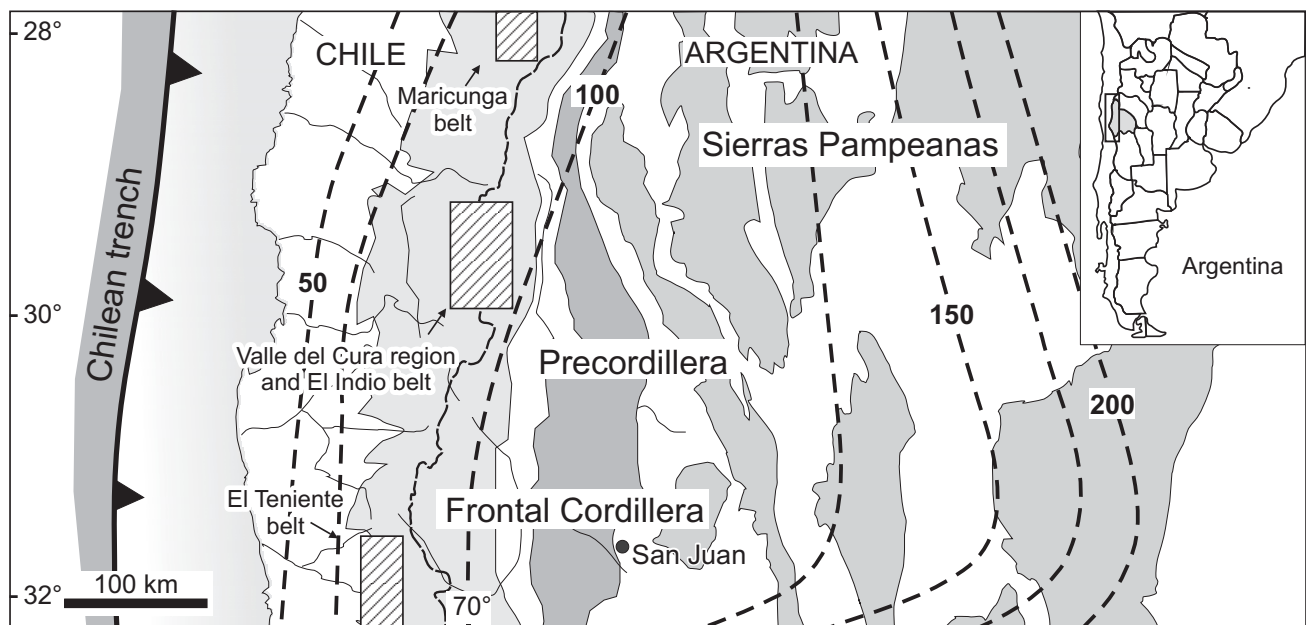 28°
CHILE
ARGENTINA
Maricunga
belt
100
Sierras Pampeanas
Chilean trench
Argentina
50
30°
150
Valle del Cura region
and El Indio belt
Precordillera
200
El Teniente
belt
Frontal Cordillera
San Juan
100 km
32°
70°